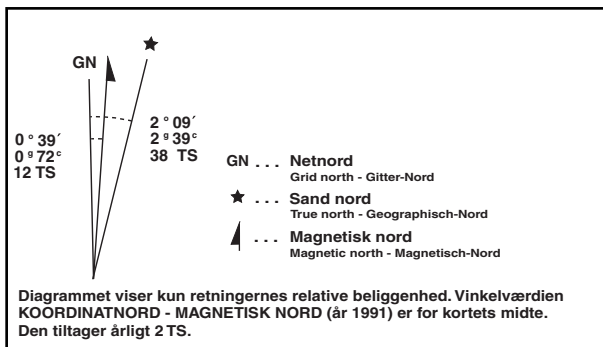 GN
0° 39′
0ᵍ 72ᶜ
12 TS
2° 09′
2ᵍ 39ᶜ
38 TS
GN ... Netnord
Grid north - Gitter-Nord
★ ... Sand nord
True north - Geographisch-Nord
... Magnetisk nord
Magnetic north - Magnetisch-Nord
Diagrammet viser kun retningernes relative beliggenhed. Vinkelværdien
KOORDINATNORD - MAGNETISK NORD (år 1991) er for kortets midte.
Den tiltager årligt 2 TS.